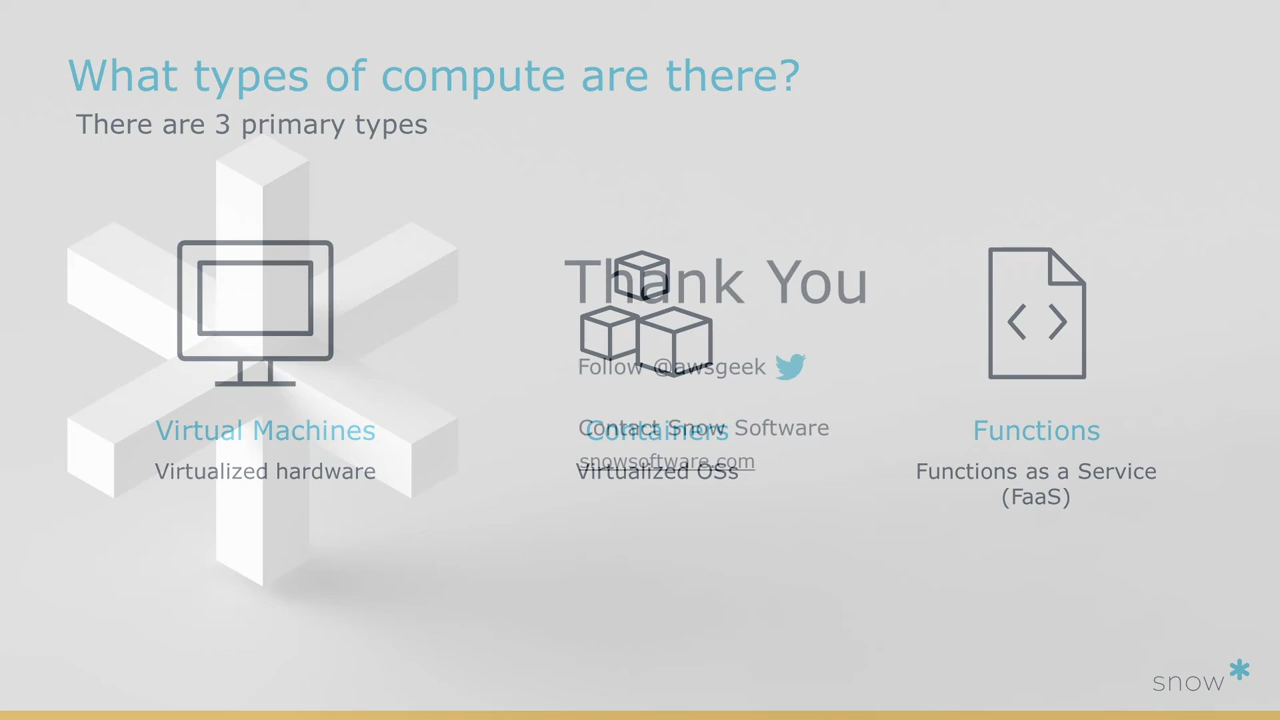 What types of compute are there?
There are 3 primary types
Thank You
Follow @awsgeek
Contact Snow Software
snowsoftware.com
Virtual Machines
Virtualized hardware
Containers
Virtualized OSs
Functions
Functions as a Service
(FaaS)
snow